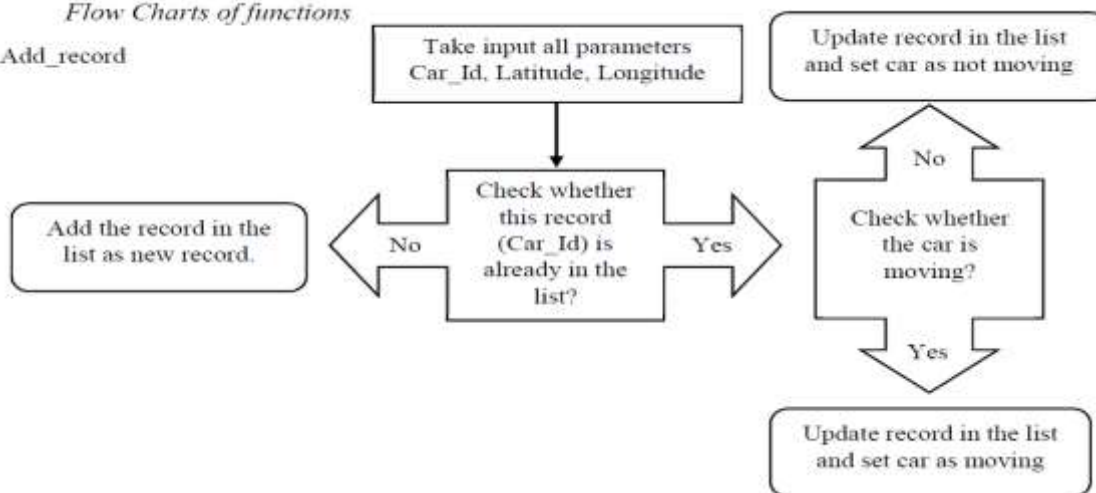 Flow Charts of functions
Add_record
Take input all parameters
Car_Id, Latitude, Longitude
Update record in the list
and set car as not moving
No
Check whether
this record
(Car_Id) is
already in the
list?
Add the record in the
list as new record.
No
Yes
Check whether
the car is
moving?
Yes
Update record in the list
and set car as moving